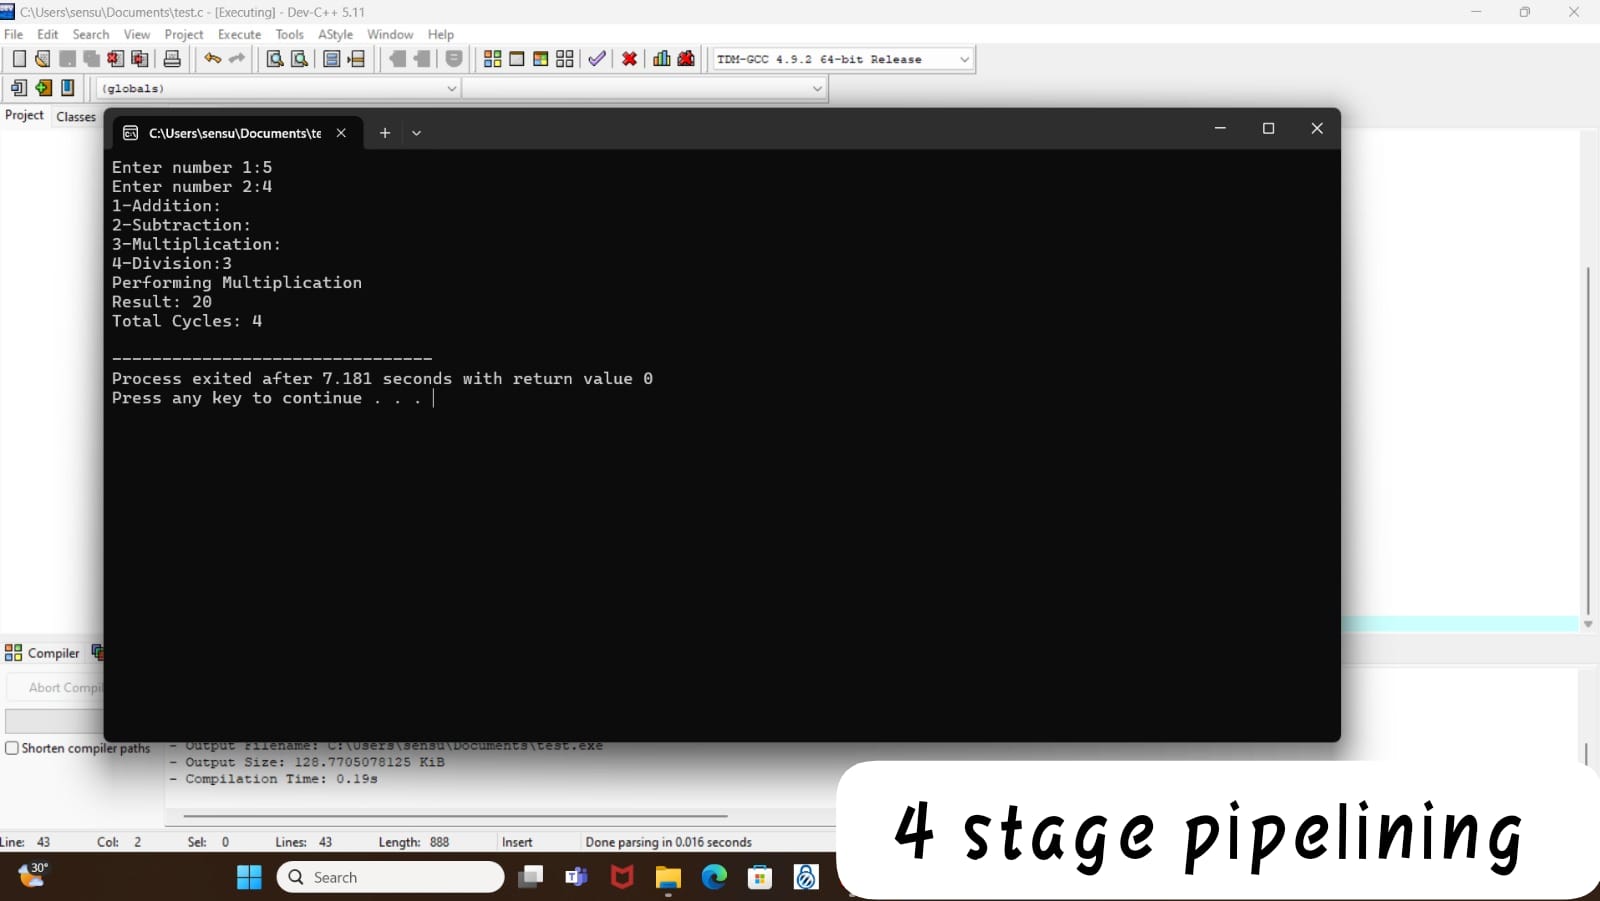 C:\Users\sensu\Documents\test.c - [Executing] - Dev-C++ 5.11
File Edit Search View Project Execute Tools AStyle Window Help
TDM-GCC 4.9.2 64-bit Release
(globals)
Project Classes
C:\Users\sensu\Documents\te
Enter number 1:5
Enter number 2:4
1-Addition:
2-Subtraction:
3-Multiplication:
4-Division:3
Performing Multiplication
Result: 20
Total Cycles: 4
--------------------------------
Process exited after 7.181 seconds with return value 0
Press any key to continue . . .
Compiler
Abort Compil
Shorten compiler paths
- Output Filename: C:\Users\sensu\Documents\test.exe
- Output Size: 128.7705078125 KiB
- Compilation Time: 0.19s
4 stage pipelining
Line: 43 Col: 2 Sel: 0 Lines: 43 Length: 888 Insert Done parsing in 0.016 seconds
30°
Search